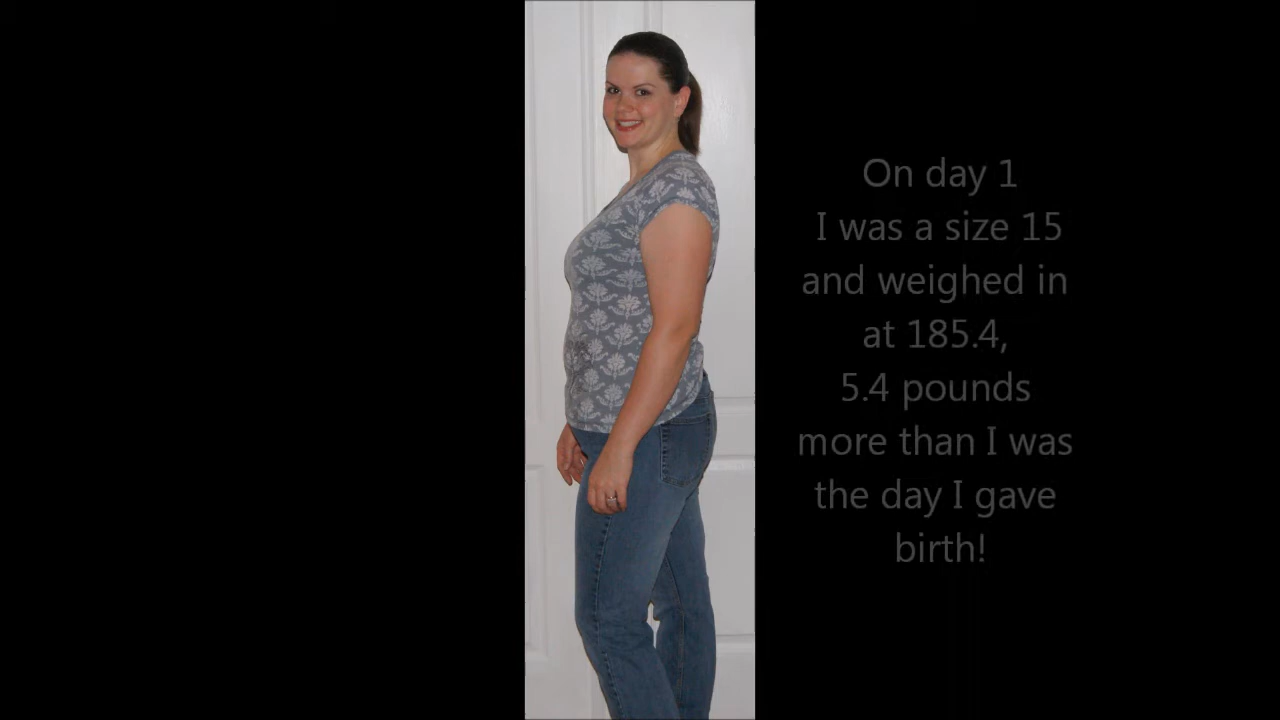 On day 1
I was a size 15
and weighed in
at 185.4,
5.4 pounds
more than I was
the day I gave
birth!